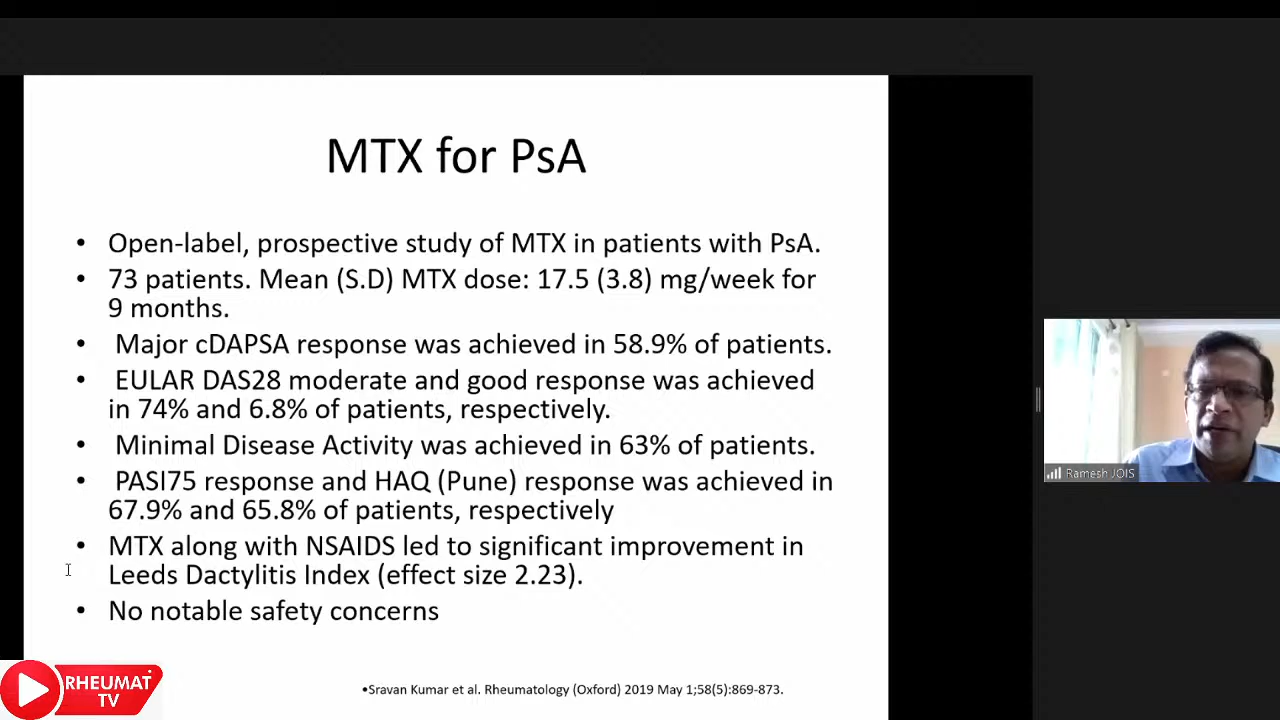 MTX for PsA
• Open-label, prospective study of MTX in patients with PsA.
• 73 patients. Mean (S.D) MTX dose: 17.5 (3.8) mg/week for
9 months.
• Major cDAPSA response was achieved in 58.9% of patients.
• EULAR DAS28 moderate and good response was achieved
in 74% and 6.8% of patients, respectively.
• Minimal Disease Activity was achieved in 63% of patients.
• PASI75 response and HAQ (Pune) response was achieved in
67.9% and 65.8% of patients, respectively
• MTX along with NSAIDS led to significant improvement in
Leeds Dactylitis Index (effect size 2.23).
• No notable safety concerns
•Sravan Kumar et al. Rheumatology (Oxford) 2019 May 1;58(5):869-873.
Ramesh JOIS
RHEUMAT
TV